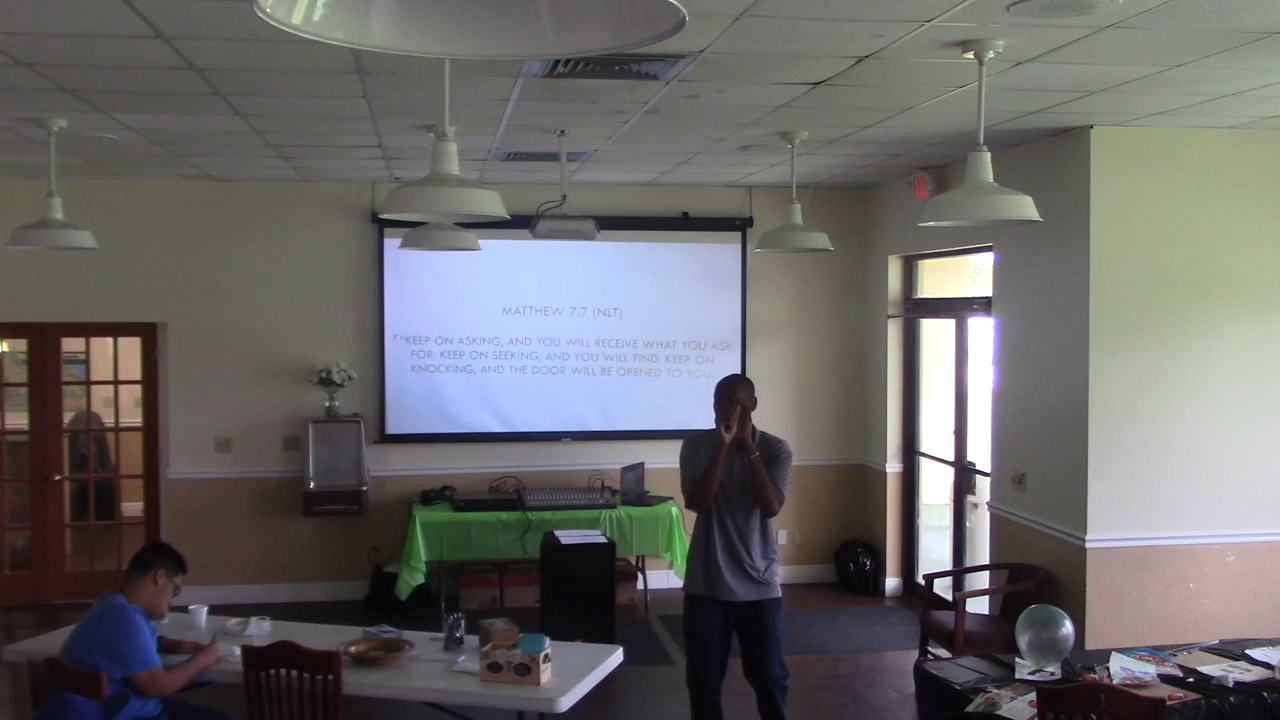 MATTHEW 7:7 (NLT)
7 "KEEP ON ASKING, AND YOU WILL RECEIVE WHAT YOU ASK
FOR. KEEP ON SEEKING, AND YOU WILL FIND. KEEP ON
KNOCKING, AND THE DOOR WILL BE OPENED TO YOU.